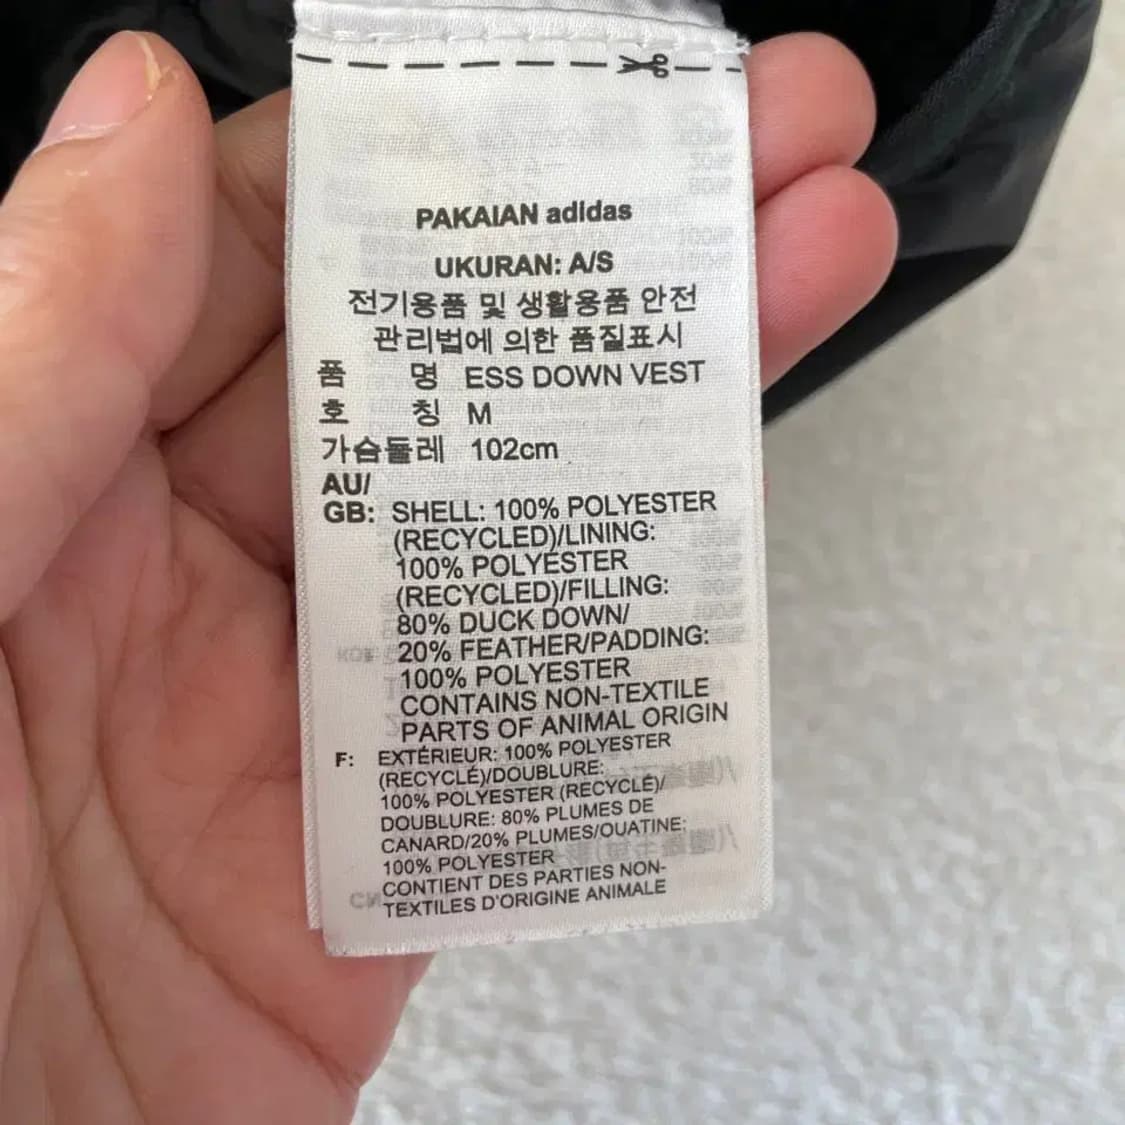 PAKAIAN adidas
UKURAN: A/S
전기용품 및 생활용품 안전
관리법에 의한 품질표시
품 명 ESS DOWN VEST
호 칭 M
가슴둘레 102cm
AU/
GB: SHELL: 100% POLYESTER
(RECYCLED)/LINING:
100% POLYESTER
(RECYCLED)/FILLING:
80% DUCK DOWN/
20% FEATHER/PADDING:
100% POLYESTER
CONTAINS NON-TEXTILE
PARTS OF ANIMAL ORIGIN
F: EXTÉRIEUR: 100% POLYESTER
(RECYCLÉ)/DOUBLURE:
100% POLYESTER (RECYCLÉ)/
DOUBLURE: 80% PLUMES DE
CANARD/20% PLUMES/OUATINE:
100% POLYESTER
CONTIENT DES PARTIES NON-
TEXTILES D'ORIGINE ANIMALE